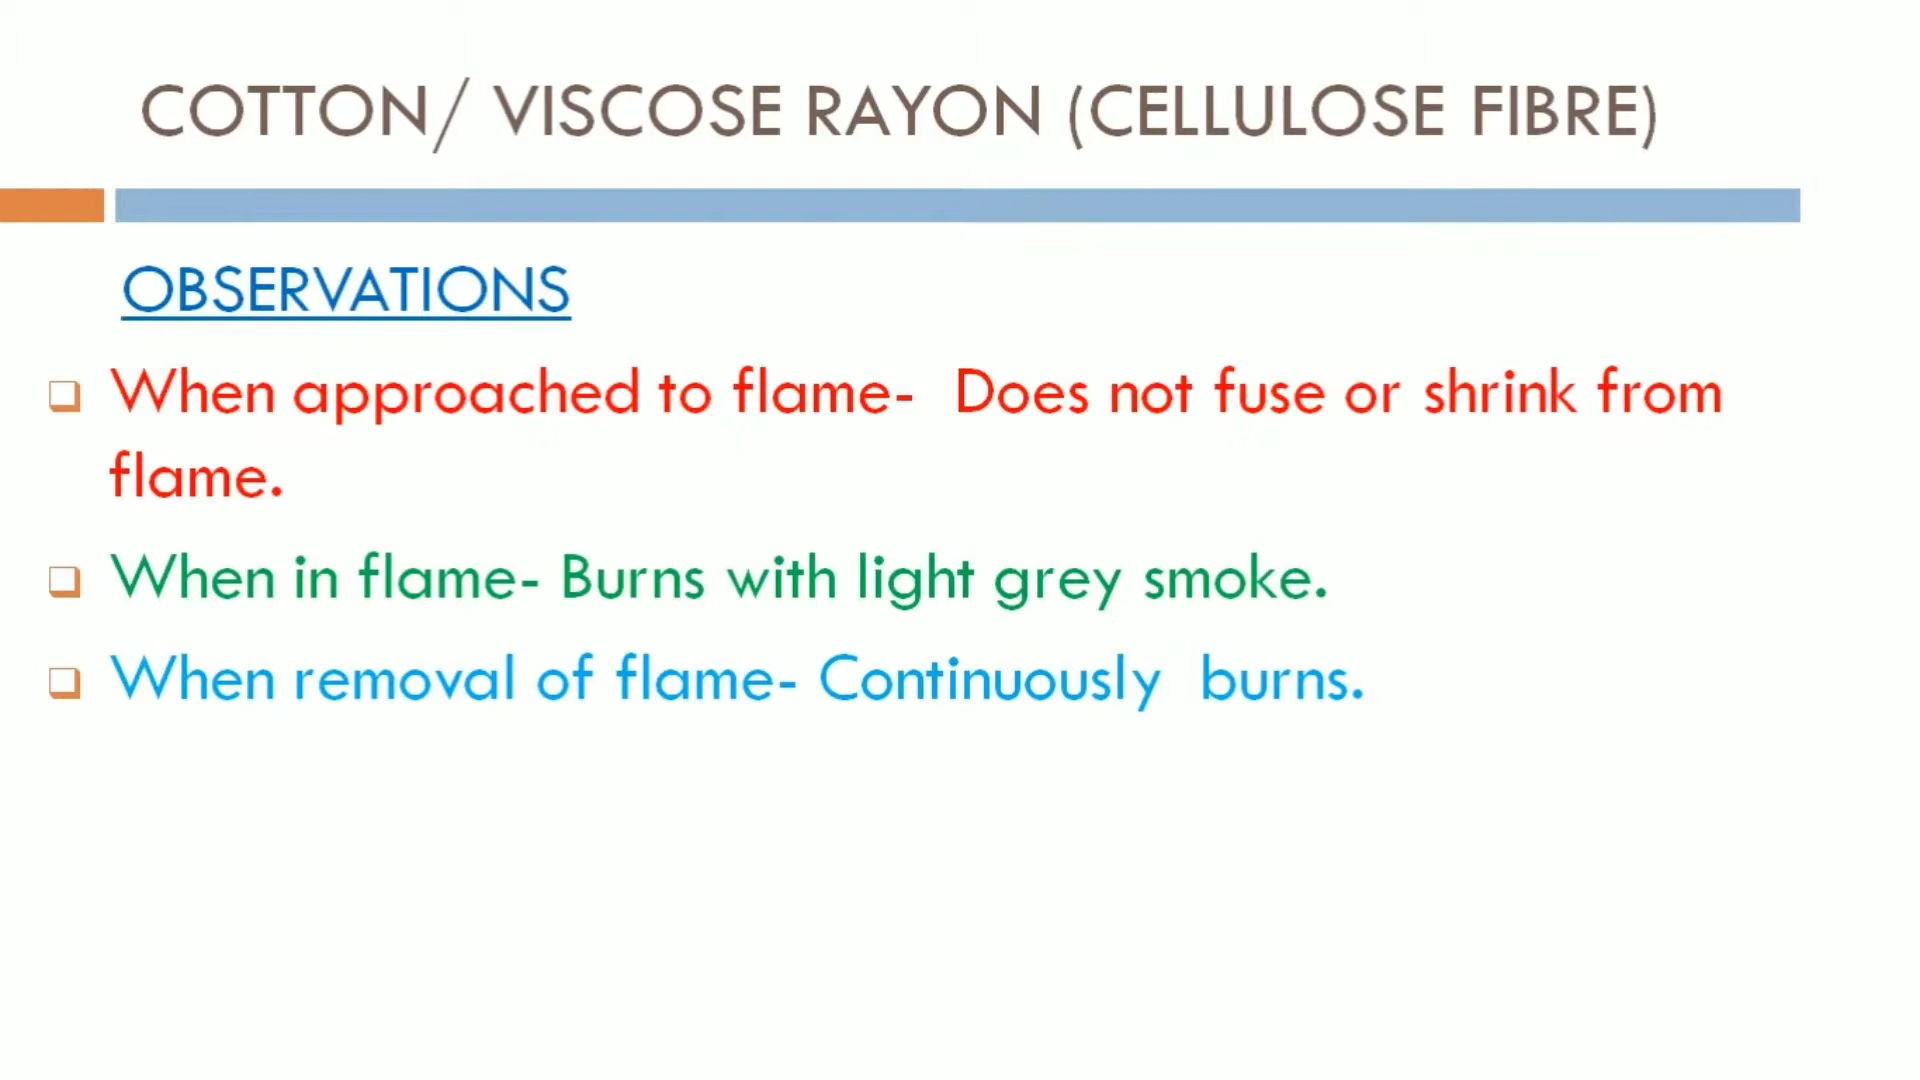 COTTON/ VISCOSE RAYON (CELLULOSE FIBRE)
OBSERVATIONS
When approached to flame-  Does not fuse or shrink from
flame.
When in flame- Burns with light grey smoke.
When removal of flame- Continuously  burns.